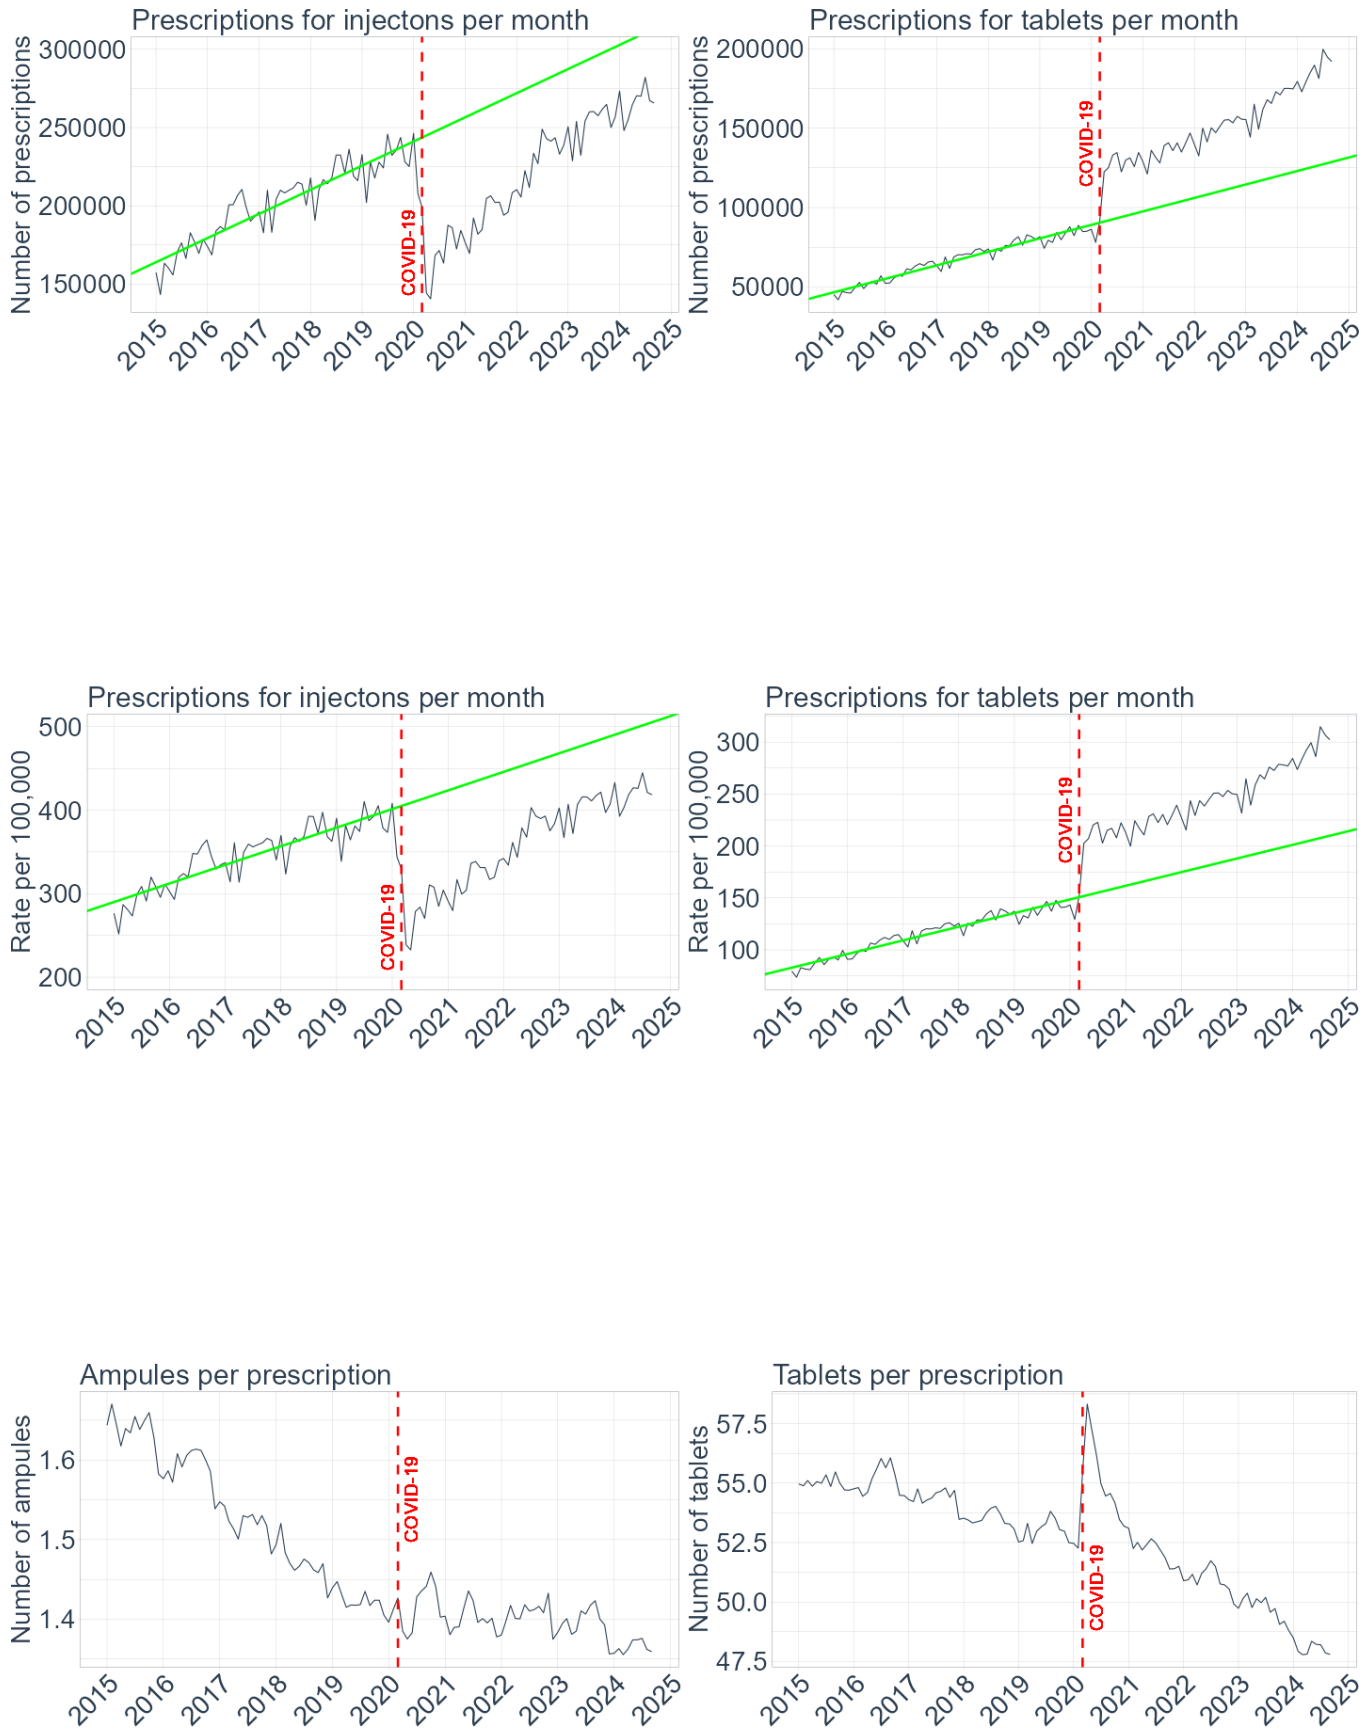 Prescriptions for injectons per month
Number of prescriptions
300000
250000
200000
150000
COVID-19
2015 2016 2017 2018 2019 2020 2021 2022 2023 2024 2025
Prescriptions for tablets per month
Number of prescriptions
200000
150000
100000
50000
COVID-19
2015 2016 2017 2018 2019 2020 2021 2022 2023 2024 2025
Prescriptions for injectons per month
Rate per 100,000
500
400
300
200
COVID-19
2015 2016 2017 2018 2019 2020 2021 2022 2023 2024 2025
Prescriptions for tablets per month
Rate per 100,000
300
250
200
150
100
COVID-19
2015 2016 2017 2018 2019 2020 2021 2022 2023 2024 2025
Ampules per prescription
Number of ampules
1.6
1.5
1.4
COVID-19
2015 2016 2017 2018 2019 2020 2021 2022 2023 2024 2025
Tablets per prescription
Number of tablets
57.5
55.0
52.5
50.0
47.5
COVID-19
2015 2016 2017 2018 2019 2020 2021 2022 2023 2024 2025